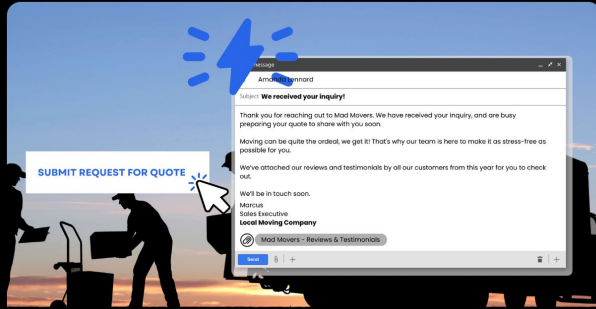 Message
Amanda Lennard
Subject: We received your inquiry!
Thank you for reaching out to Mad Movers. We have received your inquiry, and are busy
preparing your quote to share with you soon.
Moving can be quite the ordeal, we get it! That's why our team is here to make it as stress-free as
possible for you.
We've attached our reviews and testimonials by all our customers from this year for you to check
out.
SUBMIT REQUEST FOR QUOTE
We'll be in touch soon.
Marcus
Sales Executive
Local Moving Company
Mad Movers - Reviews & Testimonials
Send